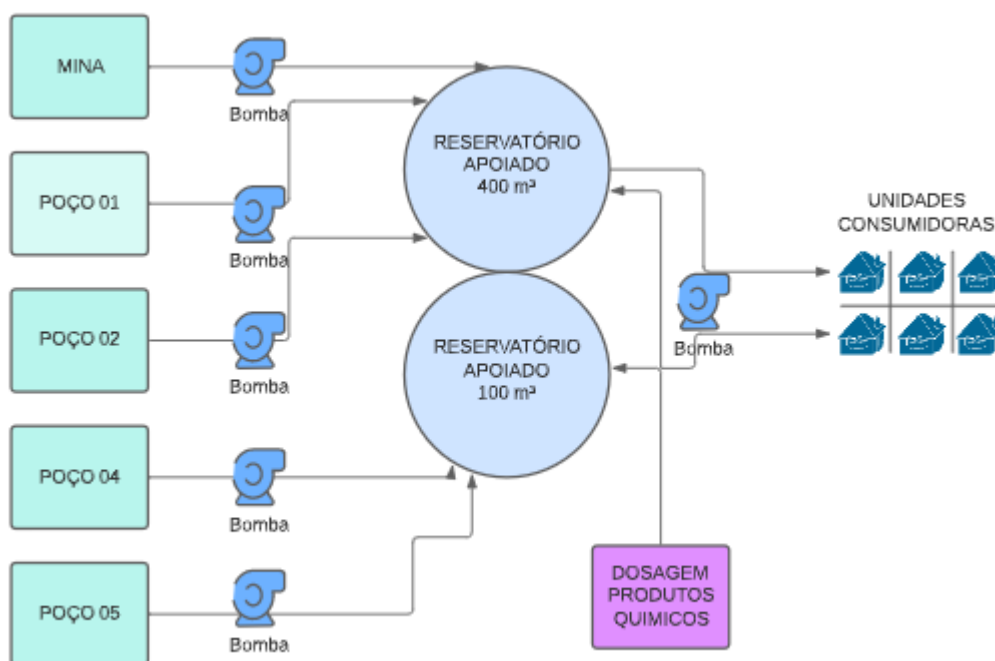 MINA
Bomba
POÇO 01
Bomba
POÇO 02
Bomba
POÇO 04
Bomba
POÇO 05
Bomba
RESERVATÓRIO
APOIADO
400 m³
RESERVATÓRIO
APOIADO
100 m³
Bomba
UNIDADES
CONSUMIDORAS
DOSAGEM
PRODUTOS
QUIMICOS